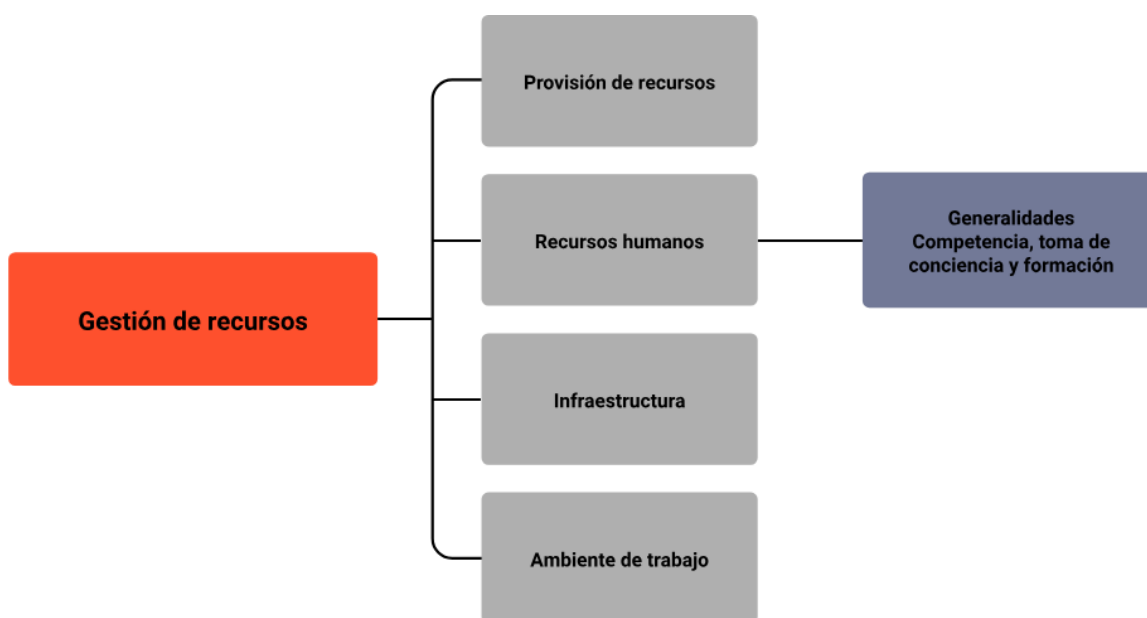 Provisión de recursos
Recursos humanos
Generalidades
Competencia, toma de
conciencia y formación
Gestión de recursos
Infraestructura
Ambiente de trabajo